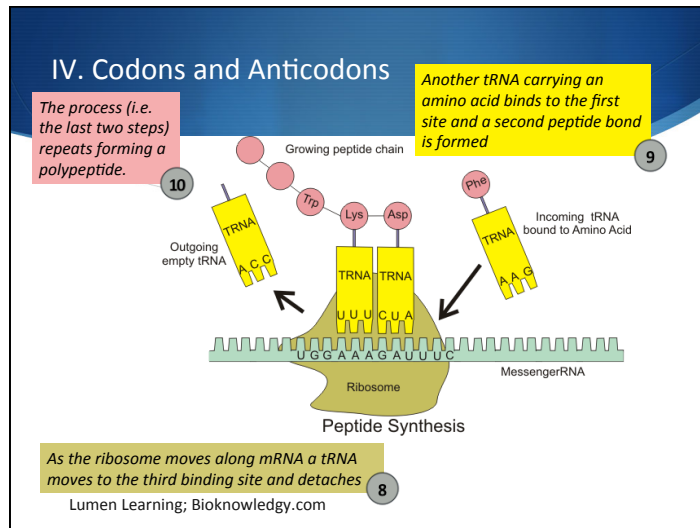 IV. Codons and Anticodons
The process (i.e.
the last two steps)
repeats forming a
polypeptide.
10
Another tRNA carrying an
amino acid binds to the first
site and a second peptide bond
is formed
9
Growing peptide chain
Trp
Lys
Asp
Phe
TRNA
A C C
Outgoing
empty tRNA
TRNA
U U U
TRNA
C U A
TRNA
A A G
Incoming tRNA
bound to Amino Acid
U G G A A A G A U U U C
MessengerRNA
Ribosome
Peptide Synthesis
As the ribosome moves along mRNA a tRNA
moves to the third binding site and detaches
8
Lumen Learning; Bioknowledgy.com